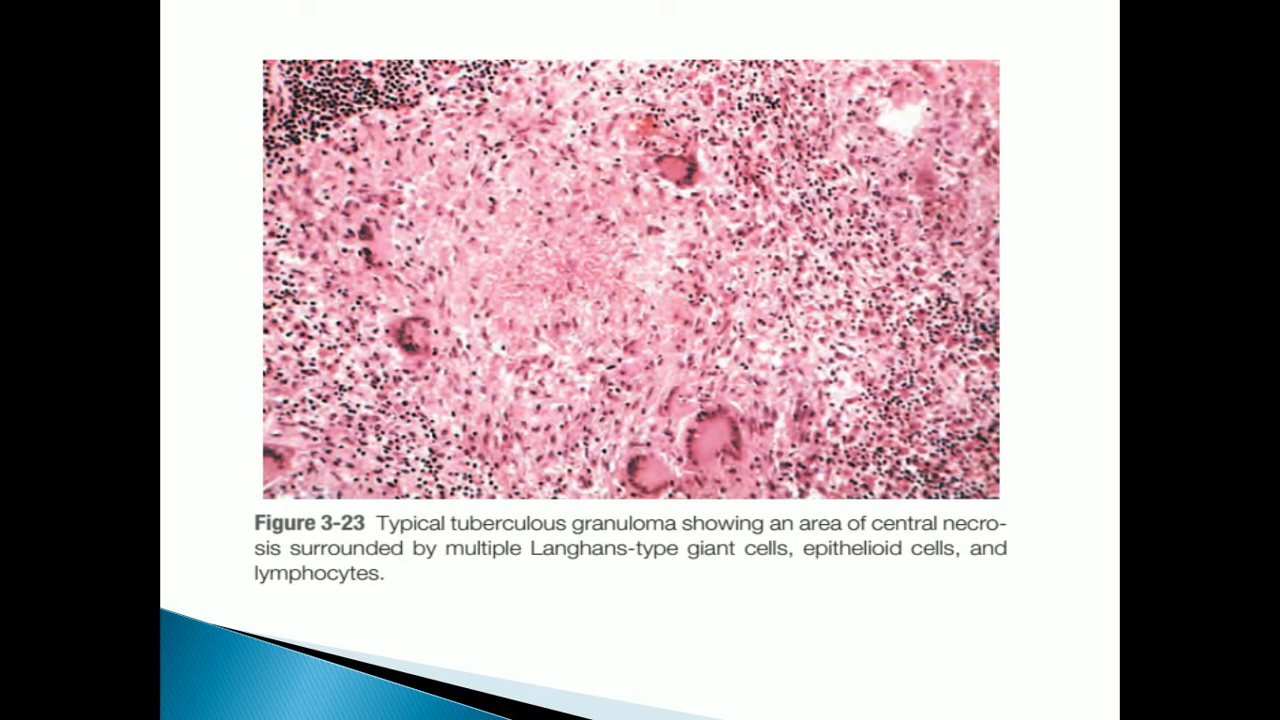 Figure 3-23 Typical tuberculous granuloma showing an area of central necro-
sis surrounded by multiple Langhans-type giant cells, epithelioid cells, and
lymphocytes.